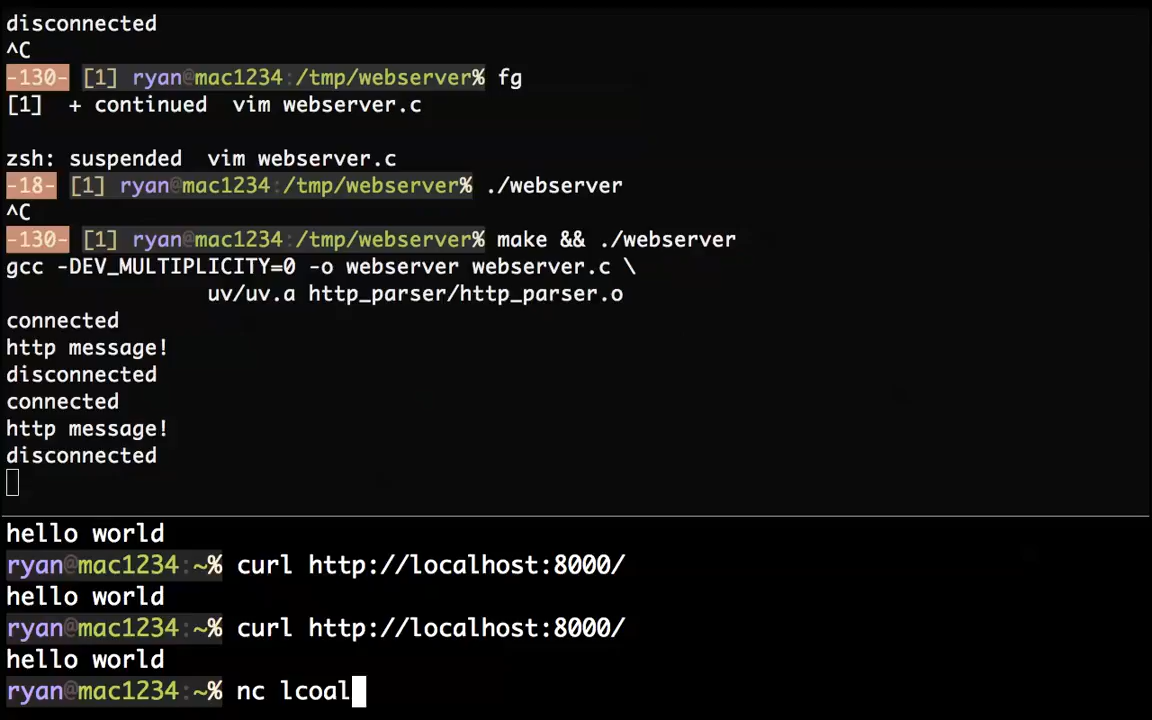 disconnected
^C
-130- [1] ryan@mac1234:/tmp/webserver% fg
[1]  + continued  vim webserver.c
zsh: suspended  vim webserver.c
-18- [1] ryan@mac1234:/tmp/webserver% ./webserver
^C
-130- [1] ryan@mac1234:/tmp/webserver% make && ./webserver
gcc -DEV_MULTIPLICITY=0 -o webserver webserver.c \
uv/uv.a http_parser/http_parser.o
connected
http message!
disconnected
connected
http message!
disconnected
hello world
ryan@mac1234:~% curl http://localhost:8000/
hello world
ryan@mac1234:~% curl http://localhost:8000/
hello world
ryan@mac1234:~% nc lcoal